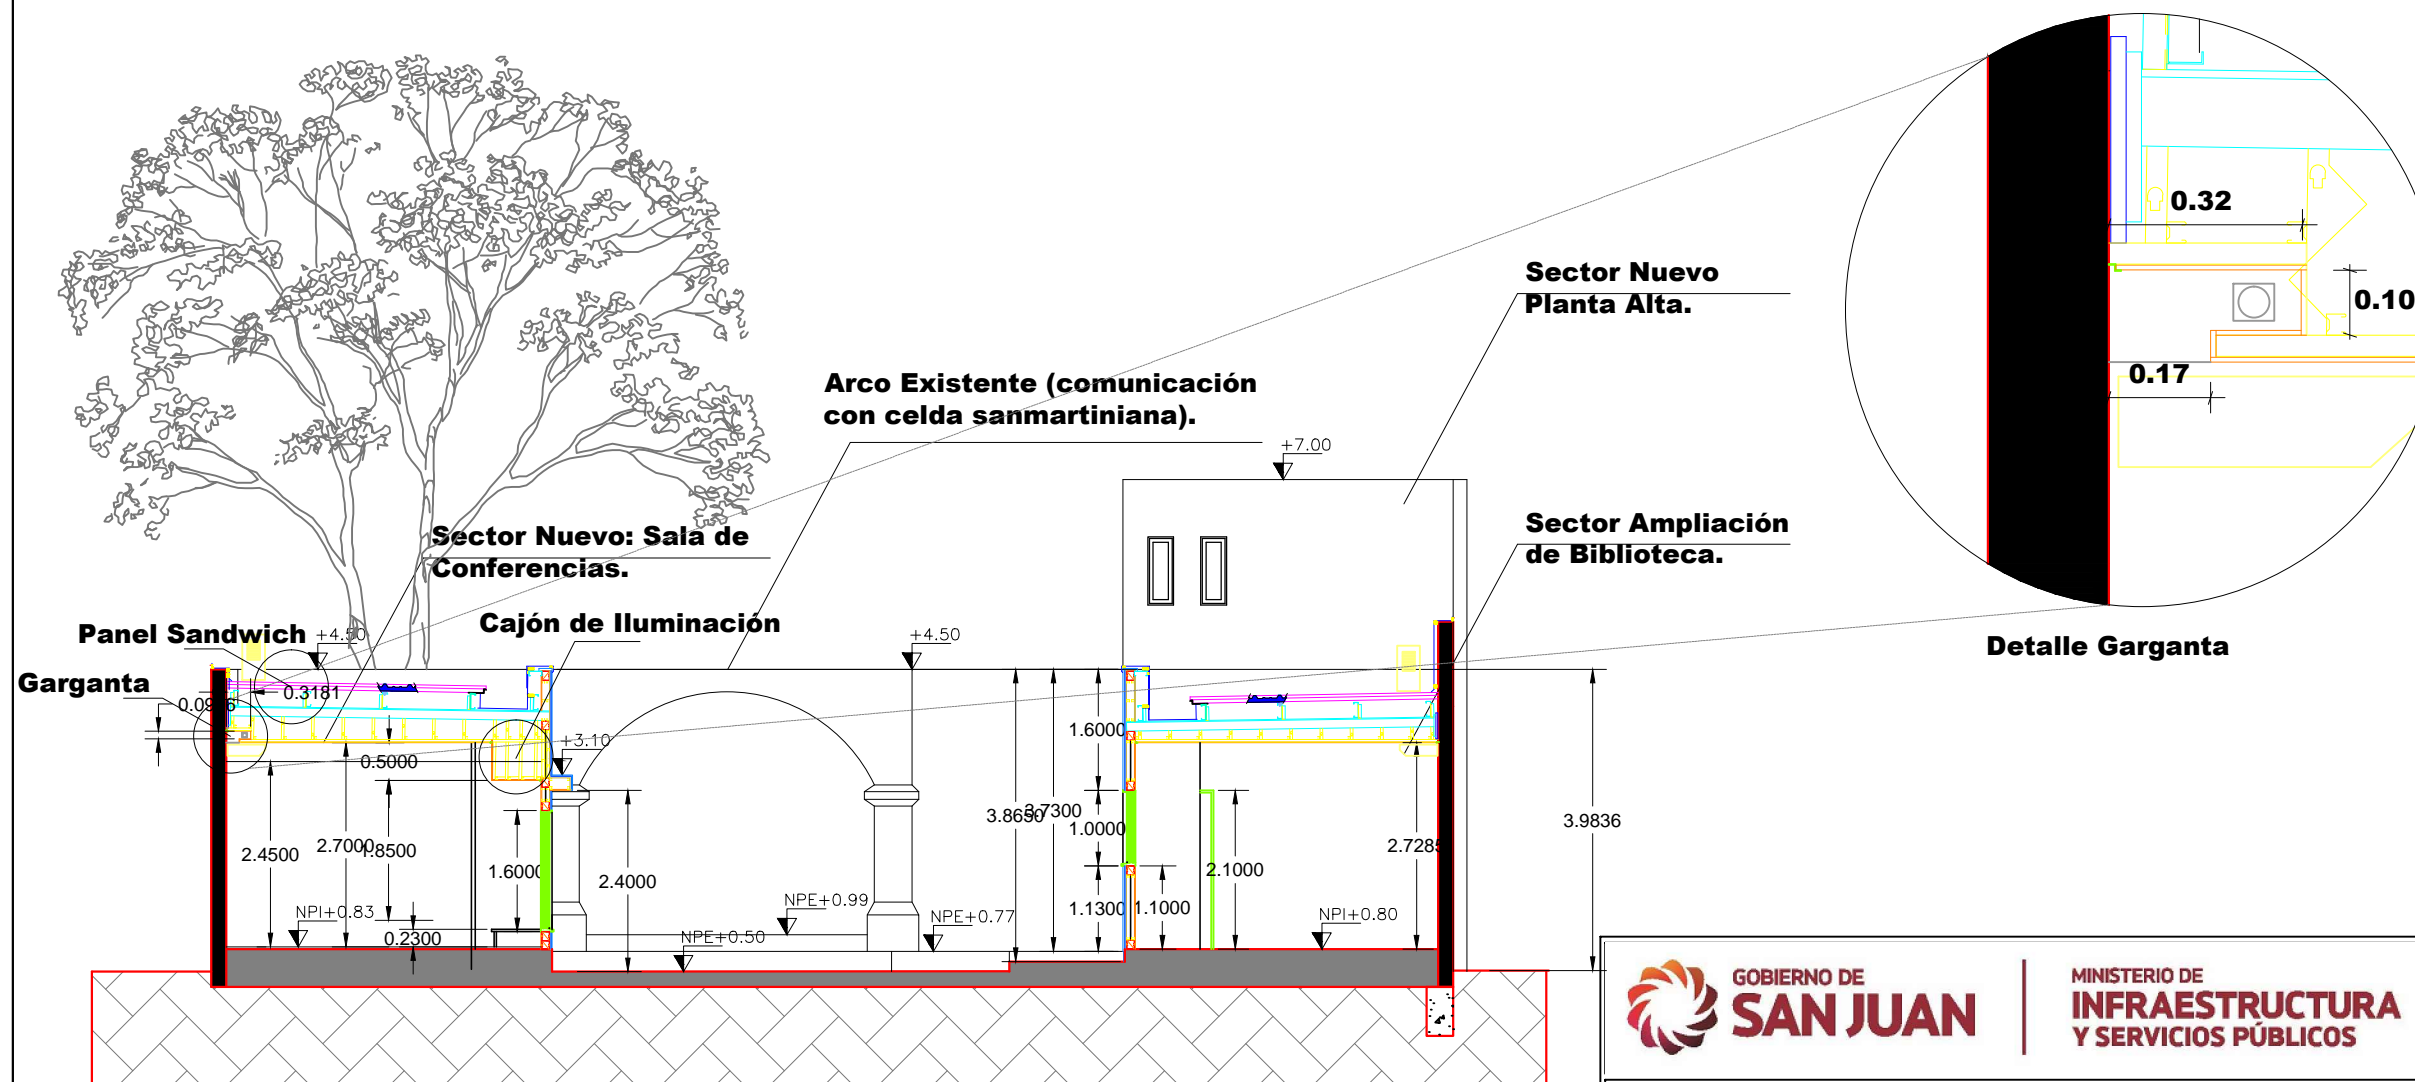 0.32
0.10
0.17
Sector Nuevo
Planta Alta.
Arco Existente (comunicación
con celda sanmartiniana).
+7.00
Sector Nuevo: Sala de
Conferencias.
Sector Ampliación
de Biblioteca.
Cajón de Iluminación
Panel Sandwich
+4.50
+4.50
Detalle Garganta
Garganta
0.3181
+3.10
0.5000
1.6000
3.7300
1.0000
3.9836
2.4500
2.7000
1.8500
1.6000
2.4000
2.1000
2.7285
NPI+0.83
NPE+0.99
NPE+0.77
1.1300
1.1000
NPI+0.80
0.2300
NPE+0.50
GOBIERNO DE
SAN JUAN
MINISTERIO DE
INFRAESTRUCTURA
Y SERVICIOS PÚBLICOS